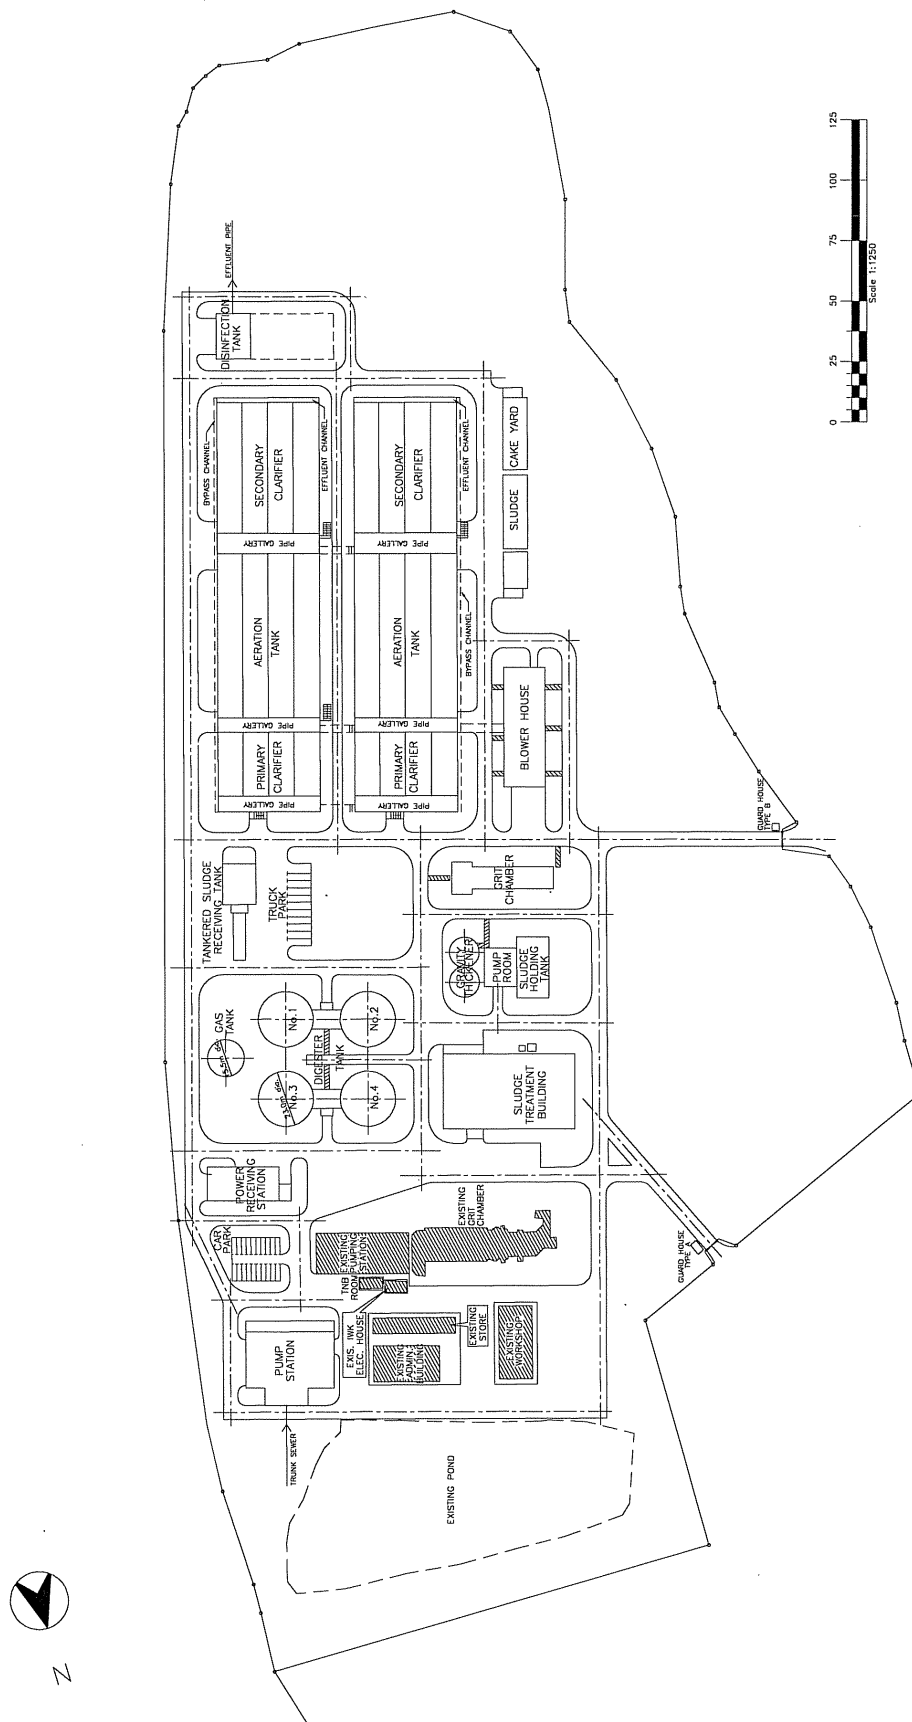 EFFLUENT PIPE
DISINFECTION
TANK
125
100
75
50
25
0
Scale 1:1250
BYPASS CHANNEL
SECONDARY
CLARIFIER
EFFLUENT CHANNEL
SECONDARY
CLARIFIER
EFFLUENT CHANNEL
CAKE YARD
SLUDGE
PIPE GALLERY
PIPE GALLERY
AERATION
TANK
AERATION
TANK
BYPASS CHANNEL
PIPE GALLERY
PIPE GALLERY
BLOWER HOUSE
PRIMARY
CLARIFIER
PRIMARY
CLARIFIER
PIPE GALLERY
PIPE GALLERY
GUARD HOUSE
TYPE B
TANKERED SLUDGE
RECEIVING TANK
TRUCK
PARK
GRIT
CHAMBER
GRAVITY
THICKENER
PUMP
ROOM
SLUDGE
HOLDING
TANK
GAS
TANK
15.5m dia.
No.1
No.2
DIGESTER
TANK
23.0m dia.
No.3
No.4
SLUDGE
TREATMENT
BUILDING
POWER
RECEIVING
STATION
CAR
PARK
EXISTING
PUMPING
STATION
EXISTING
GRIT
CHAMBER
GUARD HOUSE
TYPE A
TNB
ROOM
EXIS. IWK
ELEC. HOUSE
PUMP
STATION
EXISTING
ADMIN.
BUILDING
EXISTING
STORE
EXISTING
WORKSHOP
TRUNK SEWER
EXISTING POND
N